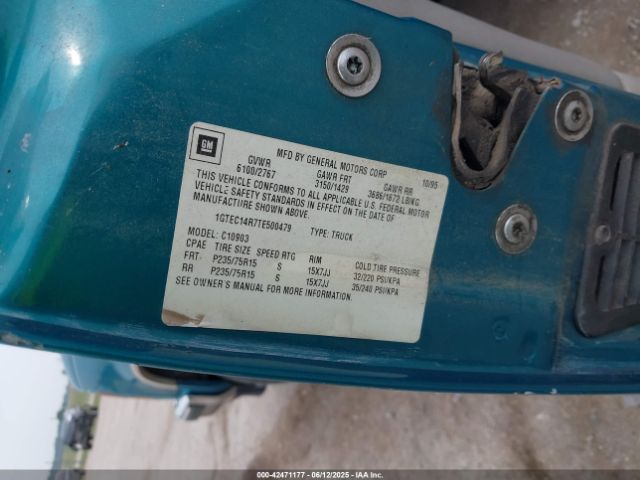 GM
MFD BY GENERAL MOTORS CORP 10/95
GVWR GAWR FRT GAWR RR
6100/2767 3150/1429 3686/1672 LB/KG
THIS VEHICLE CONFORMS TO ALL APPLICABLE U.S. FEDERAL MOTOR
VEHICLE SAFETY STANDARDS IN EFFECT ON THE DATE OF
MANUFACTURE SHOWN ABOVE.
1GTEC14R7TE500479 TYPE: TRUCK
MODEL: C10903
CPAE TIRE SIZE SPEED RTG RIM COLD TIRE PRESSURE
FRT P235/75R15 S 15X7JJ 32/220 PSI/KPA
RR P235/75R15 S 15X7JJ 35/240 PSI/KPA
SEE OWNER'S MANUAL FOR MORE INFORMATION.
000-42471177 - 06/12/2025 - IAA Inc.